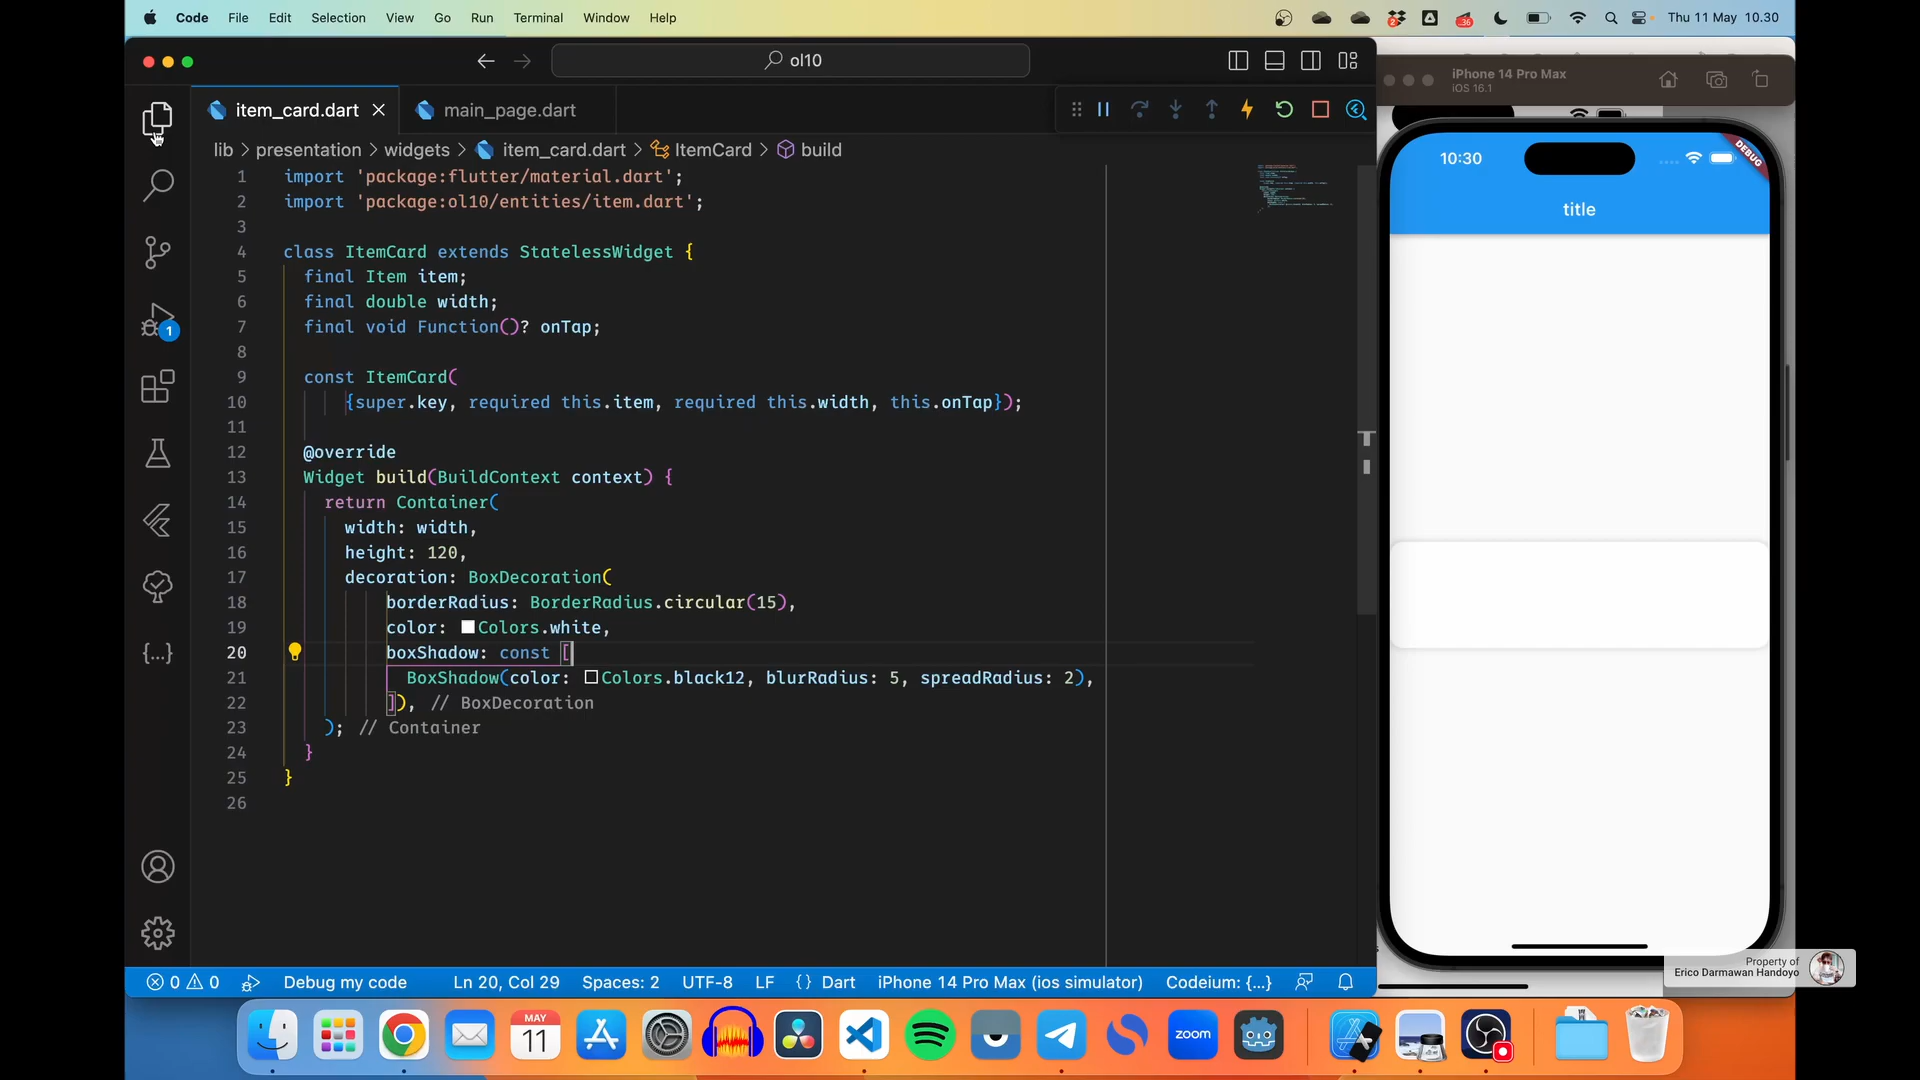 Code File Edit Selection View Go Run Terminal Window Help
2
36
Thu 11 May 10.30
ol10
item_card.dart
main_page.dart
lib > presentation > widgets > item_card.dart > ItemCard > build
1 import 'package:flutter/material.dart';
2 import 'package:ol10/entities/item.dart';
3
4 class ItemCard extends StatelessWidget {
5 final Item item;
6 final double width;
7 final void Function()? onTap;
8
9 const ItemCard(
10 {super.key, required this.item, required this.width, this.onTap});
11
12 @override
13 Widget build(BuildContext context) {
14 return Container(
15 width: width,
16 height: 120,
17 decoration: BoxDecoration(
18 borderRadius: BorderRadius.circular(15),
19 color: Colors.white,
20 boxShadow: const [
21 BoxShadow(color: Colors.black12, blurRadius: 5, spreadRadius: 2),
22 ]), // BoxDecoration
23 ); // Container
24 }
25 }
26
1
{...}
0 0 Debug my code Ln 20, Col 29 Spaces: 2 UTF-8 LF {} Dart iPhone 14 Pro Max (ios simulator) Codeium: {...}
iPhone 14 Pro Max
iOS 16.1
10:30
DEBUG
title
Property of
Erico Darmawan Handoyo
MAY
11
zoom